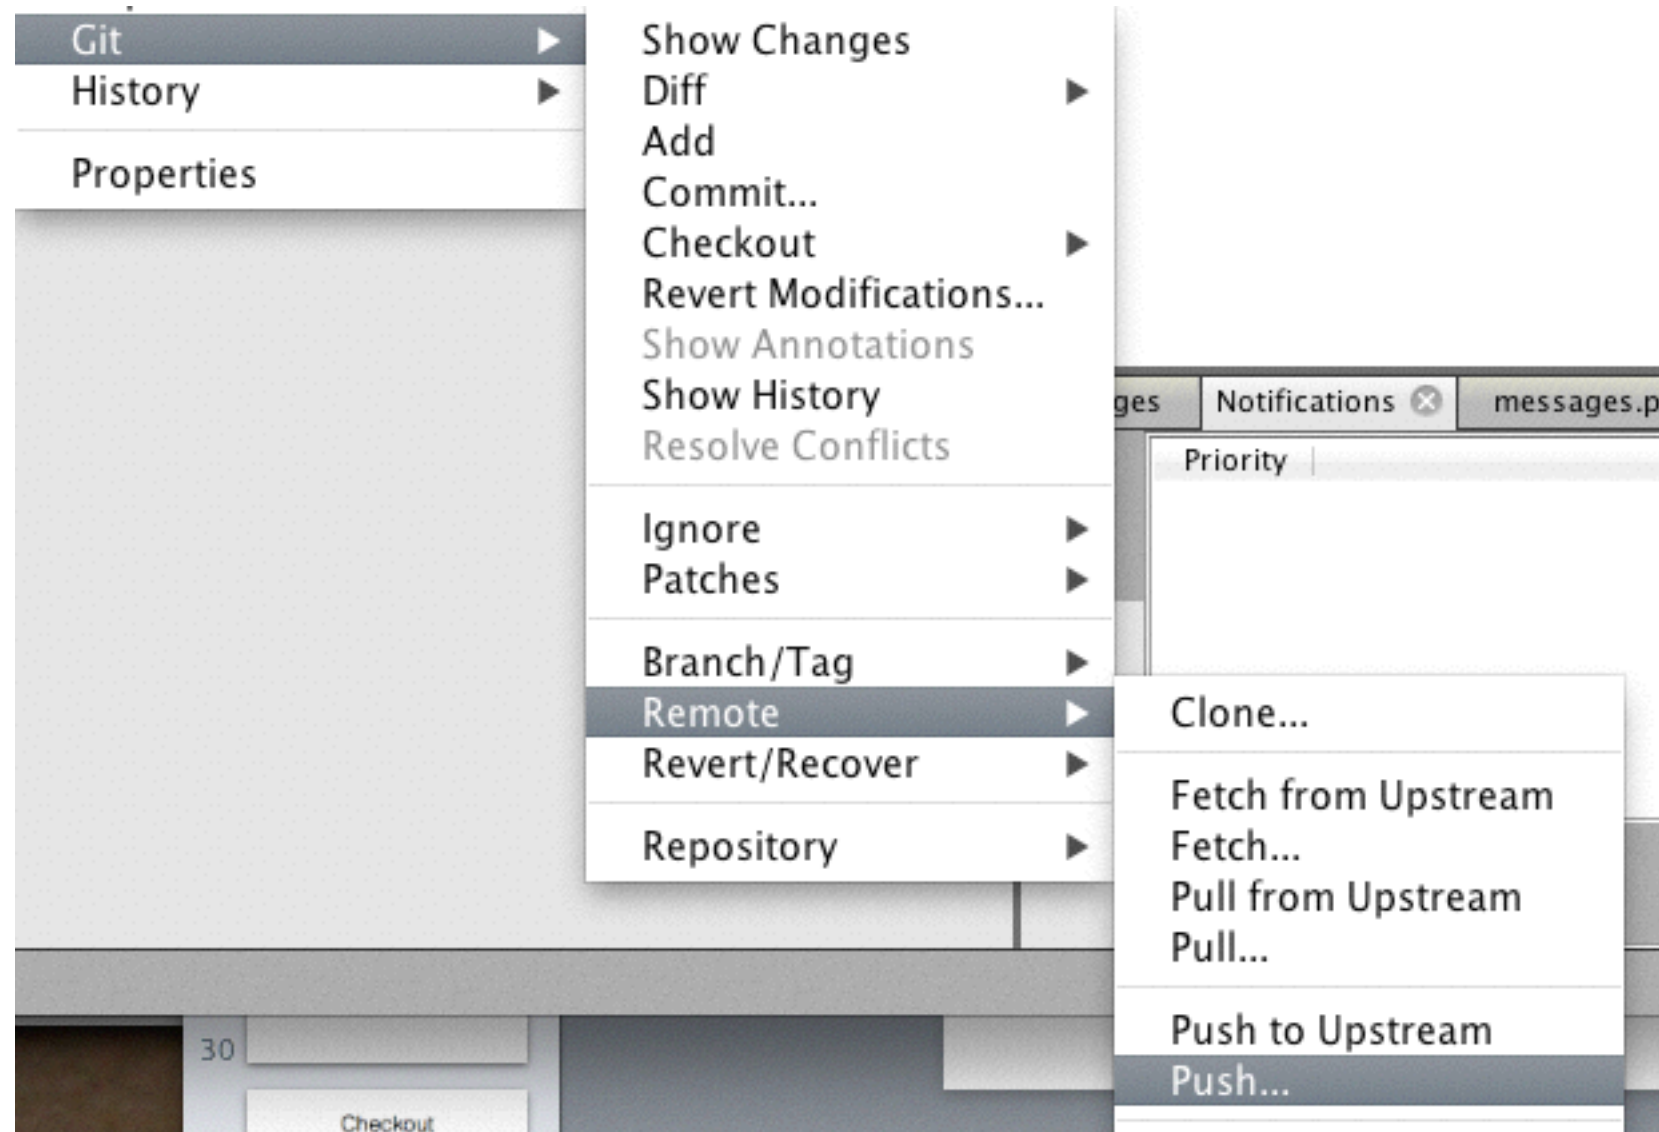 Git
History
Properties
Show Changes
Diff
Add
Commit...
Checkout
Revert Modifications...
Show Annotations
Show History
Resolve Conflicts
Ignore
Patches
Branch/Tag
Remote
Revert/Recover
Repository
ges
Notifications
messages.p
Priority
Clone...
Fetch from Upstream
Fetch...
Pull from Upstream
Pull...
Push to Upstream
Push...
30
Checkout